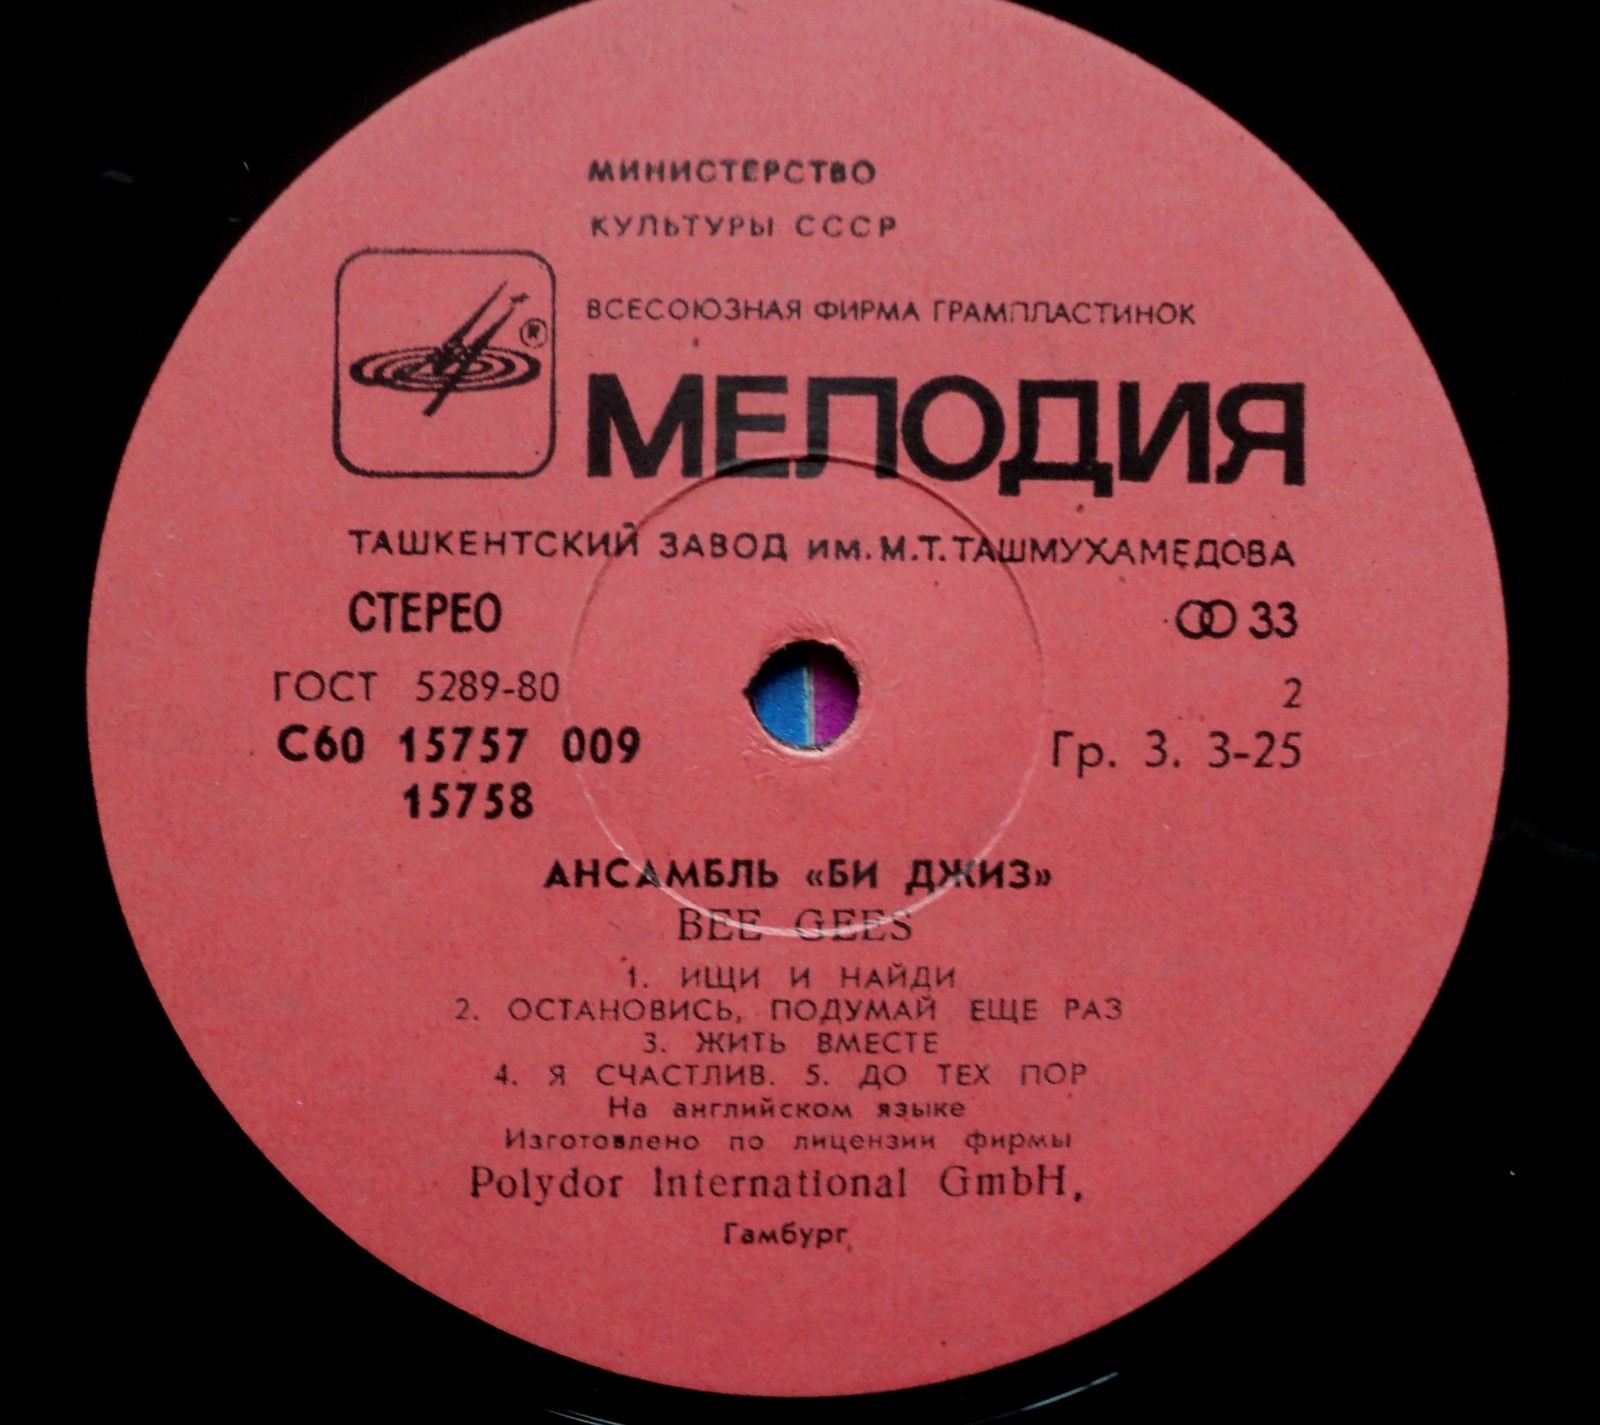 МИНИСТЕРСТВО
КУЛЬТУРЫ СССР
ВСЕСОЮЗНАЯ ФИРМА ГРАМПЛАСТИНОК
®
МЕЛОДИЯ
ТАШКЕНТСКИЙ ЗАВОД ИМ. М.Т. ТАШМУХАМЕДОВА
СТЕРЕО 33
ГОСТ 5289-80 2
С60 15757 009 Гр. 3. 3-25
15758
АНСАМБЛЬ «БИ ДЖИЗ»
BEE GEES
1. ИЩИ И НАЙДИ
2. ОСТАНОВИСЬ, ПОДУМАЙ ЕЩЕ РАЗ
3. ЖИТЬ ВМЕСТЕ
4. Я СЧАСТЛИВ. 5. ДО ТЕХ ПОР
На английском языке
Изготовлено по лицензии фирмы
Polydor International GmbH,
Гамбург